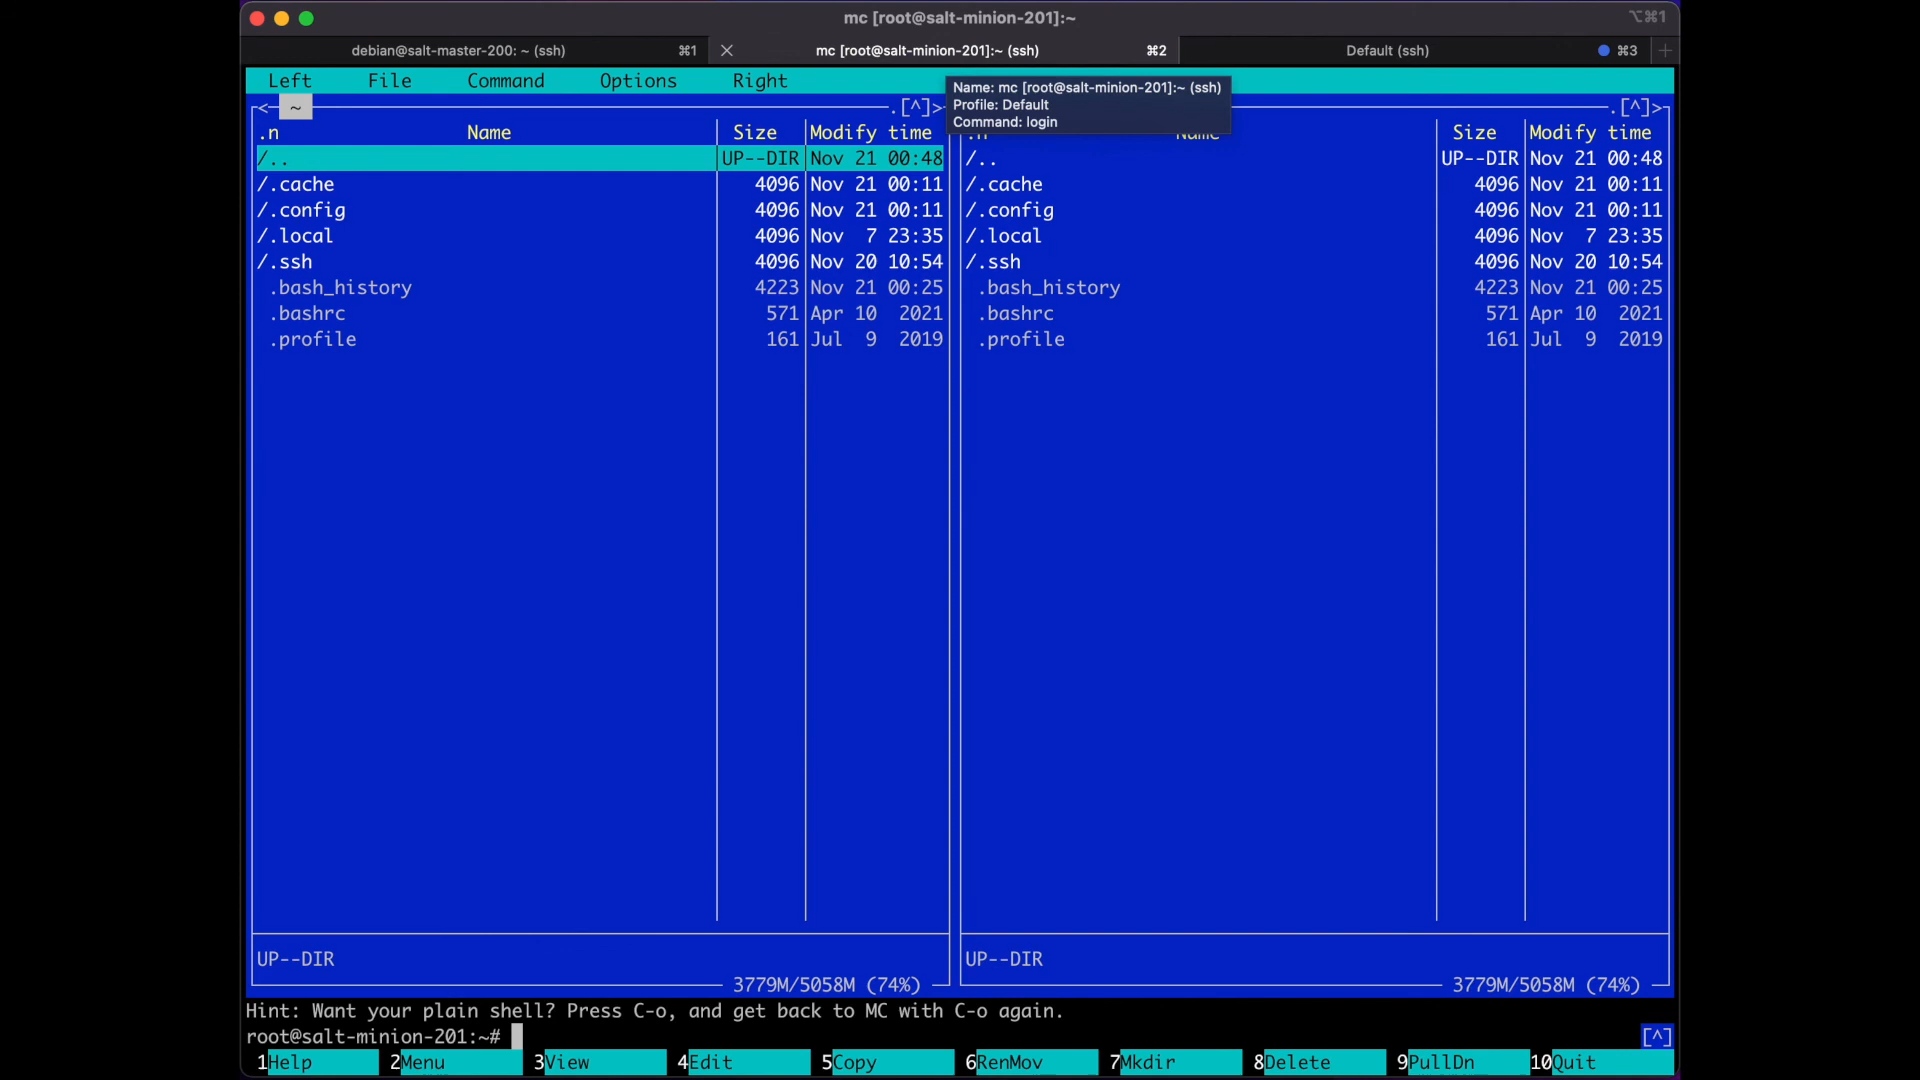 mc [root@salt-minion-201]:~
⌥⌘1
debian@salt-master-200: ~ (ssh) ⌘1
mc [root@salt-minion-201]:~ (ssh) ⌘2
Default (ssh) ⌘3
Left File Command Options Right
Name: mc [root@salt-minion-201]:~ (ssh)
Profile: Default
Command: login
<─ ~ .[^]> .[^]>
.n Name Size Modify time .n Name Size Modify time
/.. UP--DIR Nov 21 00:48 /.. UP--DIR Nov 21 00:48
/.cache 4096 Nov 21 00:11 /.cache 4096 Nov 21 00:11
/.config 4096 Nov 21 00:11 /.config 4096 Nov 21 00:11
/.local 4096 Nov 7 23:35 /.local 4096 Nov 7 23:35
/.ssh 4096 Nov 20 10:54 /.ssh 4096 Nov 20 10:54
.bash_history 4223 Nov 21 00:25 .bash_history 4223 Nov 21 00:25
.bashrc 571 Apr 10 2021 .bashrc 571 Apr 10 2021
.profile 161 Jul 9 2019 .profile 161 Jul 9 2019
UP--DIR UP--DIR
3779M/5058M (74%) 3779M/5058M (74%)
Hint: Want your plain shell? Press C-o, and get back to MC with C-o again.
root@salt-minion-201:~# [^]
1Help 2Menu 3View 4Edit 5Copy 6RenMov 7Mkdir 8Delete 9PullDn 10Quit